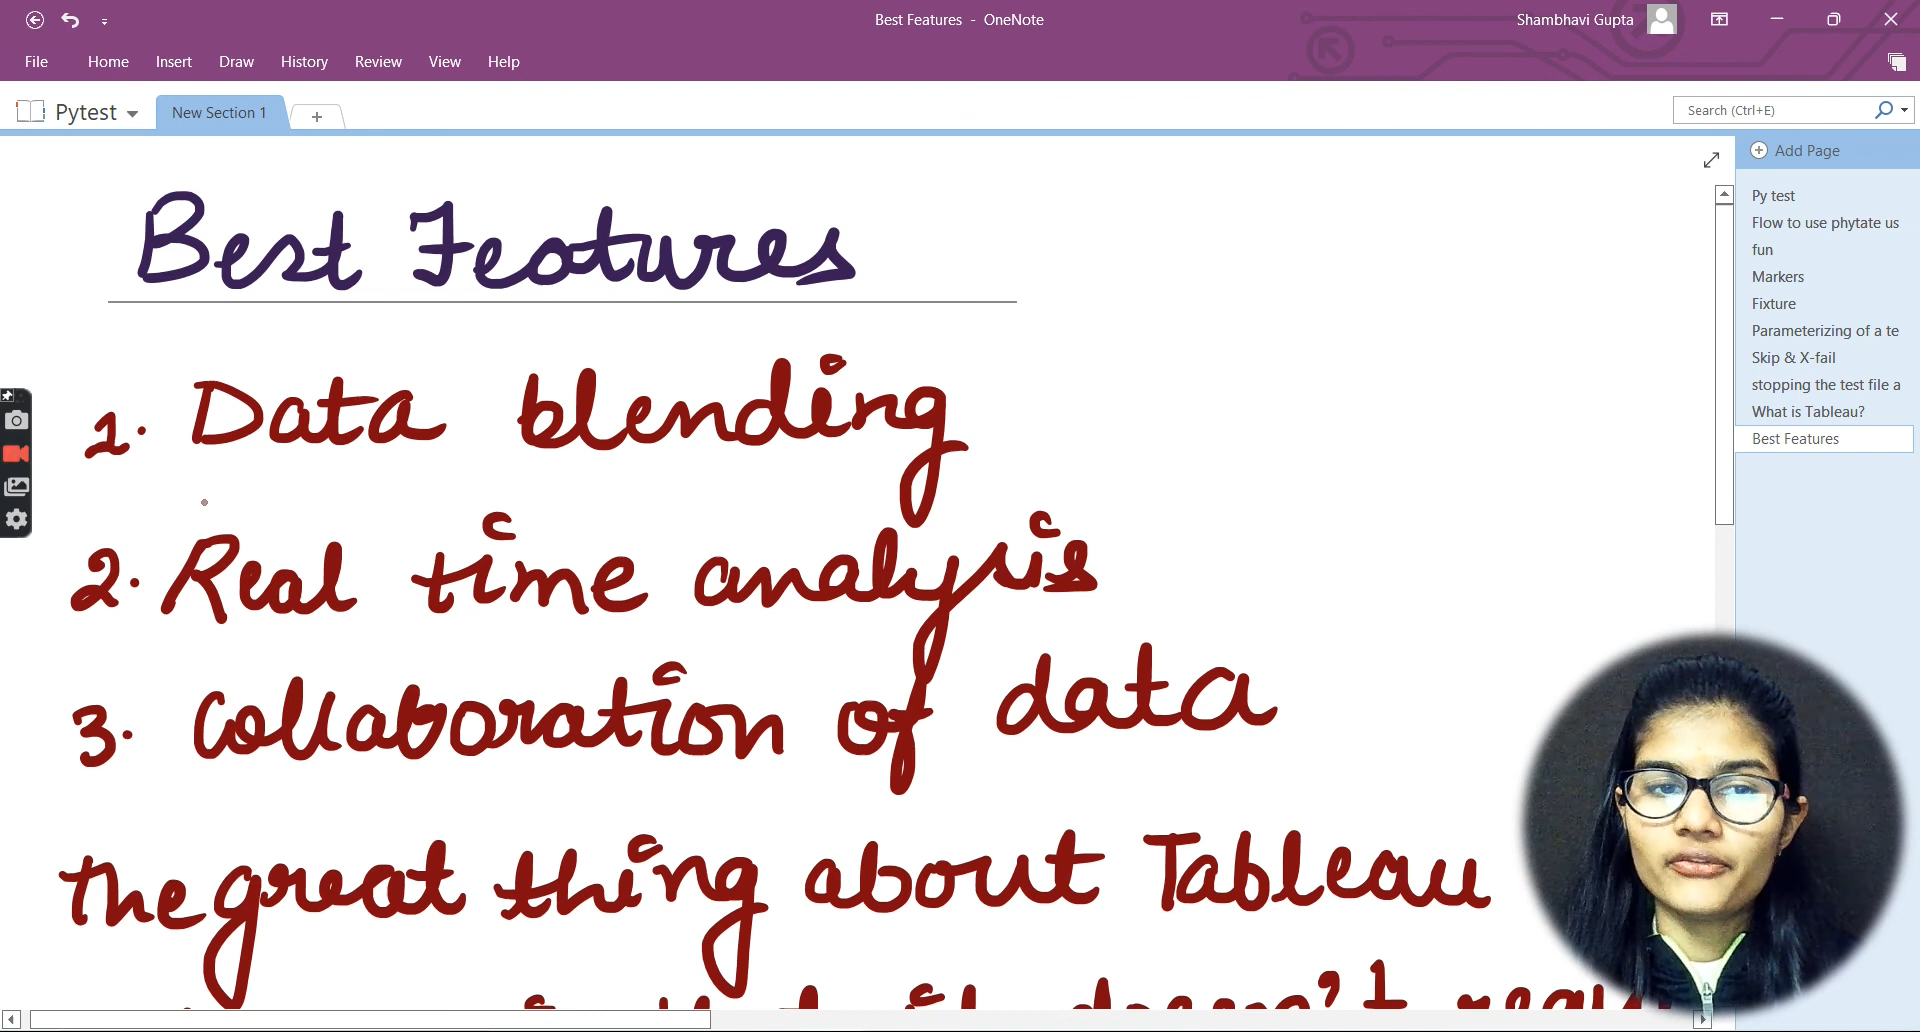 Best Features - OneNote
Shambhavi Gupta
File Home Insert Draw History Review View Help
Pytest
New Section 1
+
Search (Ctrl+E)
Add Page
Py test
Flow to use phytate us
fun
Markers
Fixture
Parameterizing of a te
Skip & X-fail
stopping the test file a
What is Tableau?
Best Features
Best Features
1. Data blending
2. Real time analysis
3. Collaboration of data
The great thing about Tableau
doesn't